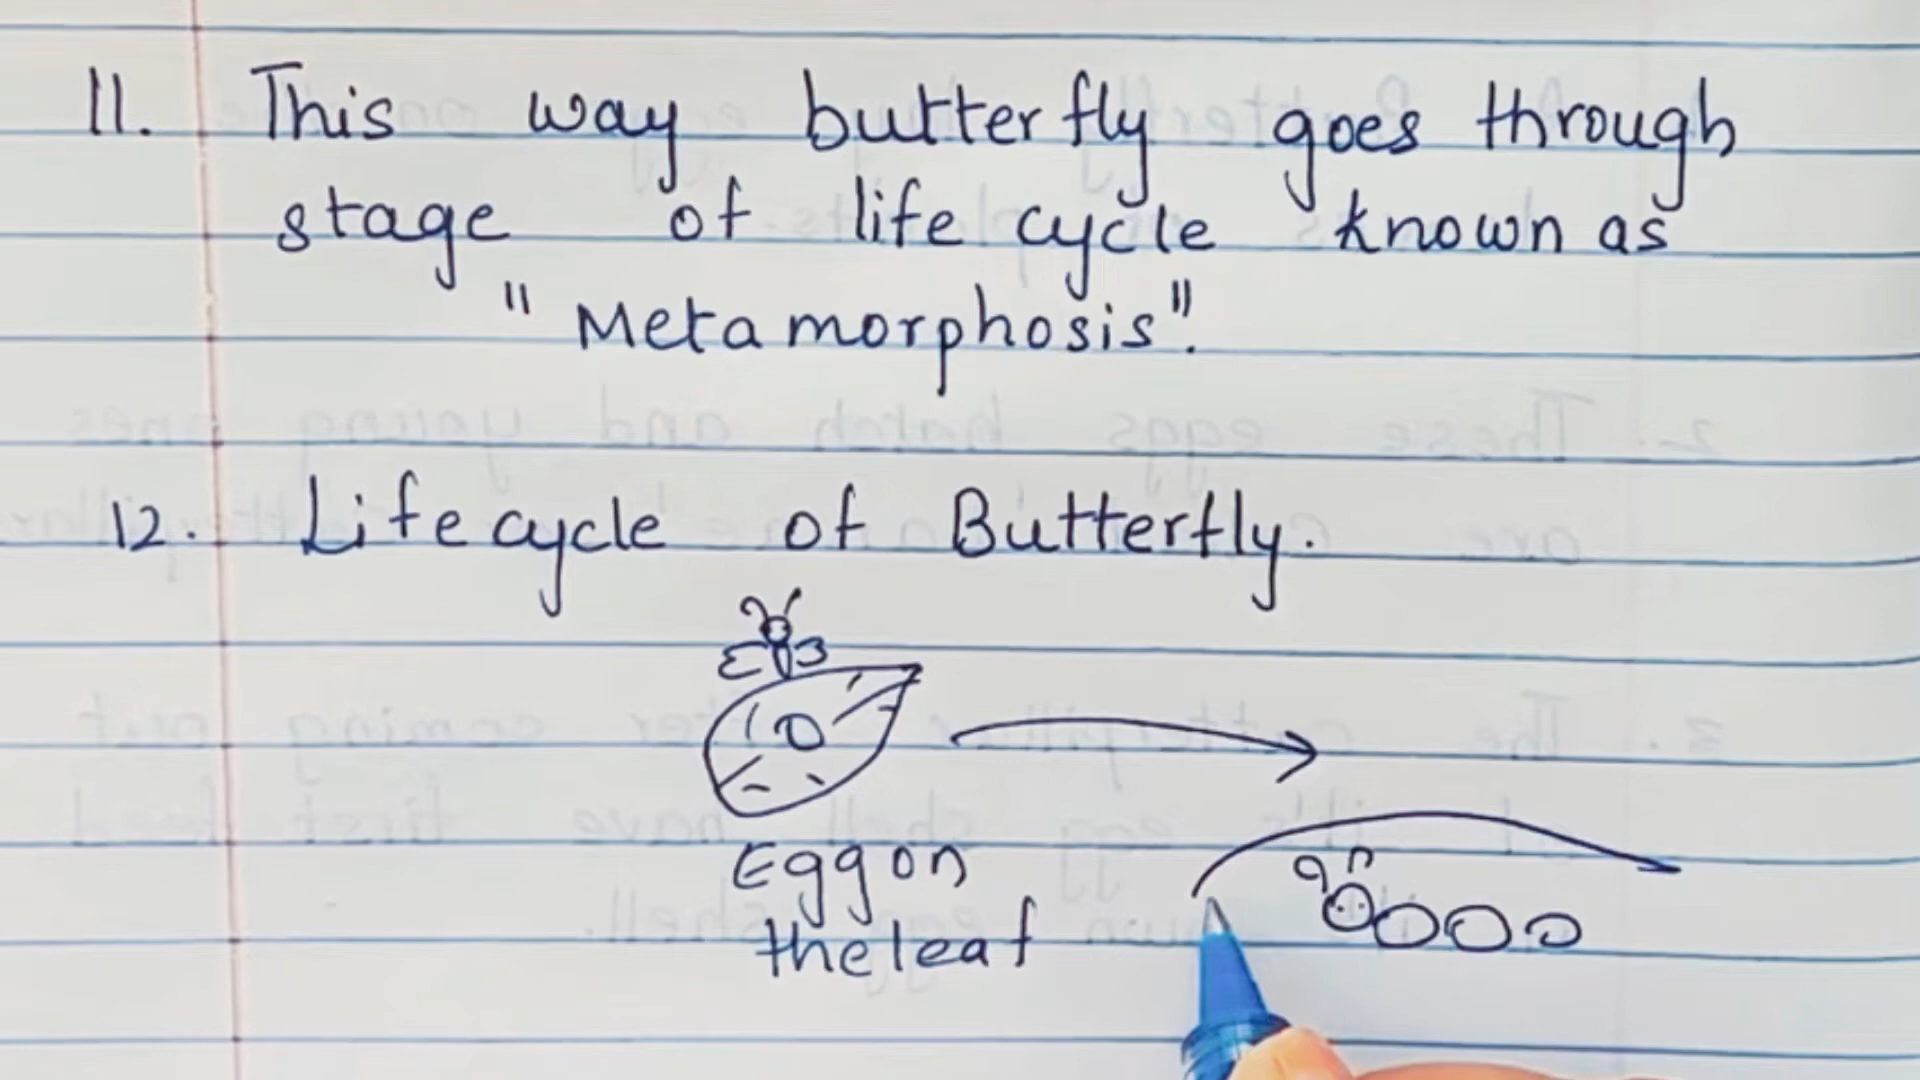 11. This way butterfly goes through
stage of life cycle known as
"Metamorphosis".
12. Life cycle of Butterfly.
Egg on
the leaf